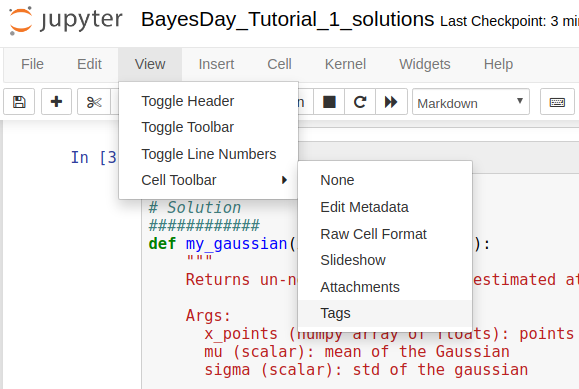 jupyter BayesDay_Tutorial_1_solutions Last Checkpoint: 3 min
File Edit View Insert Cell Kernel Widgets Help
Markdown
Toggle Header
Toggle Toolbar
Toggle Line Numbers
Cell Toolbar
None
Edit Metadata
Raw Cell Format
Slideshow
Attachments
Tags
In [3
# Solution
############
def my_gaussian( ):
"""
Returns un-n estimated at
Args:
x_points (numpy array of floats): points
mu (scalar): mean of the Gaussian
sigma (scalar): std of the gaussian